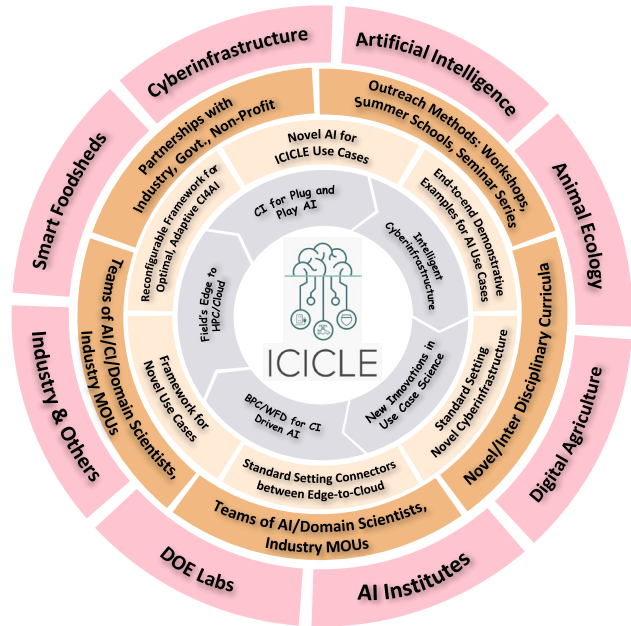 Cyberinfrastructure
Artificial Intelligence
Animal Ecology
Digital Agriculture
AI Institutes
DOE Labs
Industry & Others
Smart Foodsheds
Partnerships with
Industry, Govt., Non-Profit
Outreach Methods: Workshops,
Summer Schools, Seminar Series
Novel/Inter Disciplinary Curricula
Teams of AI/Domain Scientists,
Industry MOUs
Teams of AI/CI/Domain Scientists,
Industry MOUs
Novel AI for
ICICLE Use Cases
End-to-end Demonstrative
Examples for AI Use Cases
Standard Setting
Novel Cyberinfrastructure
Standard Setting Connectors
between Edge-to-Cloud
Framework for
Novel Use Cases
Reconfigurable Framework for
Optimal, Adaptive CI4AI
CI for Plug and
Play AI
Intelligent
Cyberinfrastructure
New Innovations in
Use Case Science
BPC/WFD for CI
Driven AI
Field's Edge to
HPC/Cloud
ICICLE